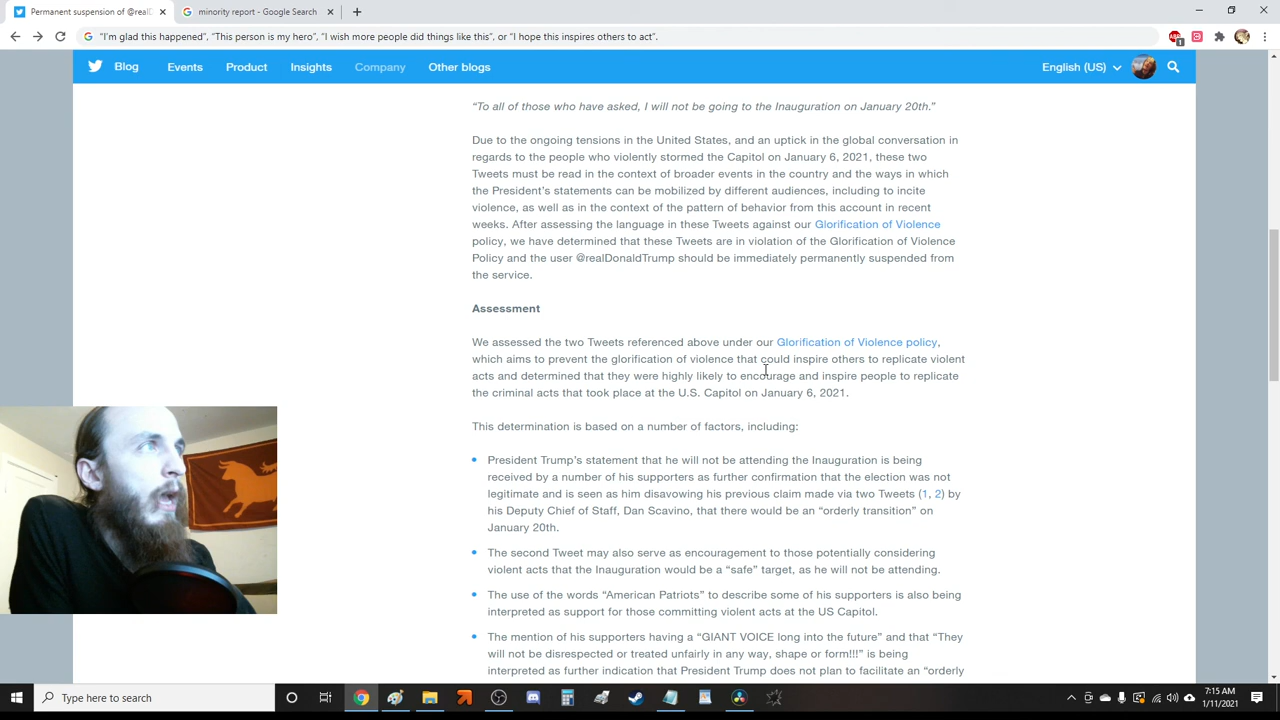 Permanent suspension of @realD
minority report - Google Search
"I'm glad this happened", "This person is my hero", "I wish more people did things like this", or "I hope this inspires others to act".
Blog
Events
Product
Insights
Company
Other blogs
English (US)
"To all of those who have asked, I will not be going to the Inauguration on January 20th."
Due to the ongoing tensions in the United States, and an uptick in the global conversation in
regards to the people who violently stormed the Capitol on January 6, 2021, these two
Tweets must be read in the context of broader events in the country and the ways in which
the President's statements can be mobilized by different audiences, including to incite
violence, as well as in the context of the pattern of behavior from this account in recent
weeks. After assessing the language in these Tweets against our Glorification of Violence
policy, we have determined that these Tweets are in violation of the Glorification of Violence
Policy and the user @realDonaldTrump should be immediately permanently suspended from
the service.
Assessment
We assessed the two Tweets referenced above under our Glorification of Violence policy,
which aims to prevent the glorification of violence that could inspire others to replicate violent
acts and determined that they were highly likely to encourage and inspire people to replicate
the criminal acts that took place at the U.S. Capitol on January 6, 2021.
This determination is based on a number of factors, including:
President Trump's statement that he will not be attending the Inauguration is being
received by a number of his supporters as further confirmation that the election was not
legitimate and is seen as him disavowing his previous claim made via two Tweets (1, 2) by
his Deputy Chief of Staff, Dan Scavino, that there would be an "orderly transition" on
January 20th.
The second Tweet may also serve as encouragement to those potentially considering
violent acts that the Inauguration would be a "safe" target, as he will not be attending.
The use of the words "American Patriots" to describe some of his supporters is also being
interpreted as support for those committing violent acts at the US Capitol.
The mention of his supporters having a "GIANT VOICE long into the future" and that "They
will not be disrespected or treated unfairly in any way, shape or form!!!" is being
interpreted as further indication that President Trump does not plan to facilitate an "orderly
Type here to search
7:15 AM
1/11/2021